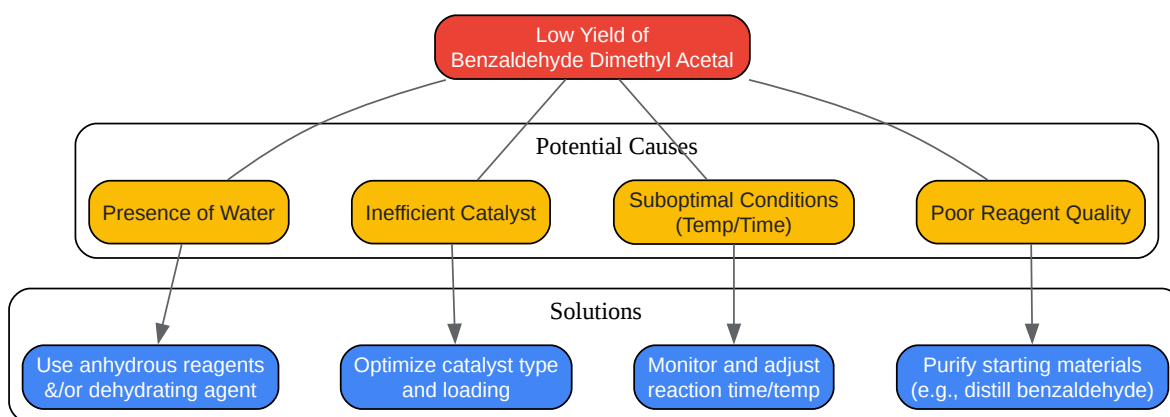 Low Yield of
Benzaldehyde Dimethyl Acetal
Potential Causes
Presence of Water
Inefficient Catalyst
Suboptimal Conditions
(Temp/Time)
Poor Reagent Quality
Solutions
Use anhydrous reagents
&/or dehydrating agent
Optimize catalyst type
and loading
Monitor and adjust
reaction time/temp
Purify starting materials
(e.g., distill benzaldehyde)